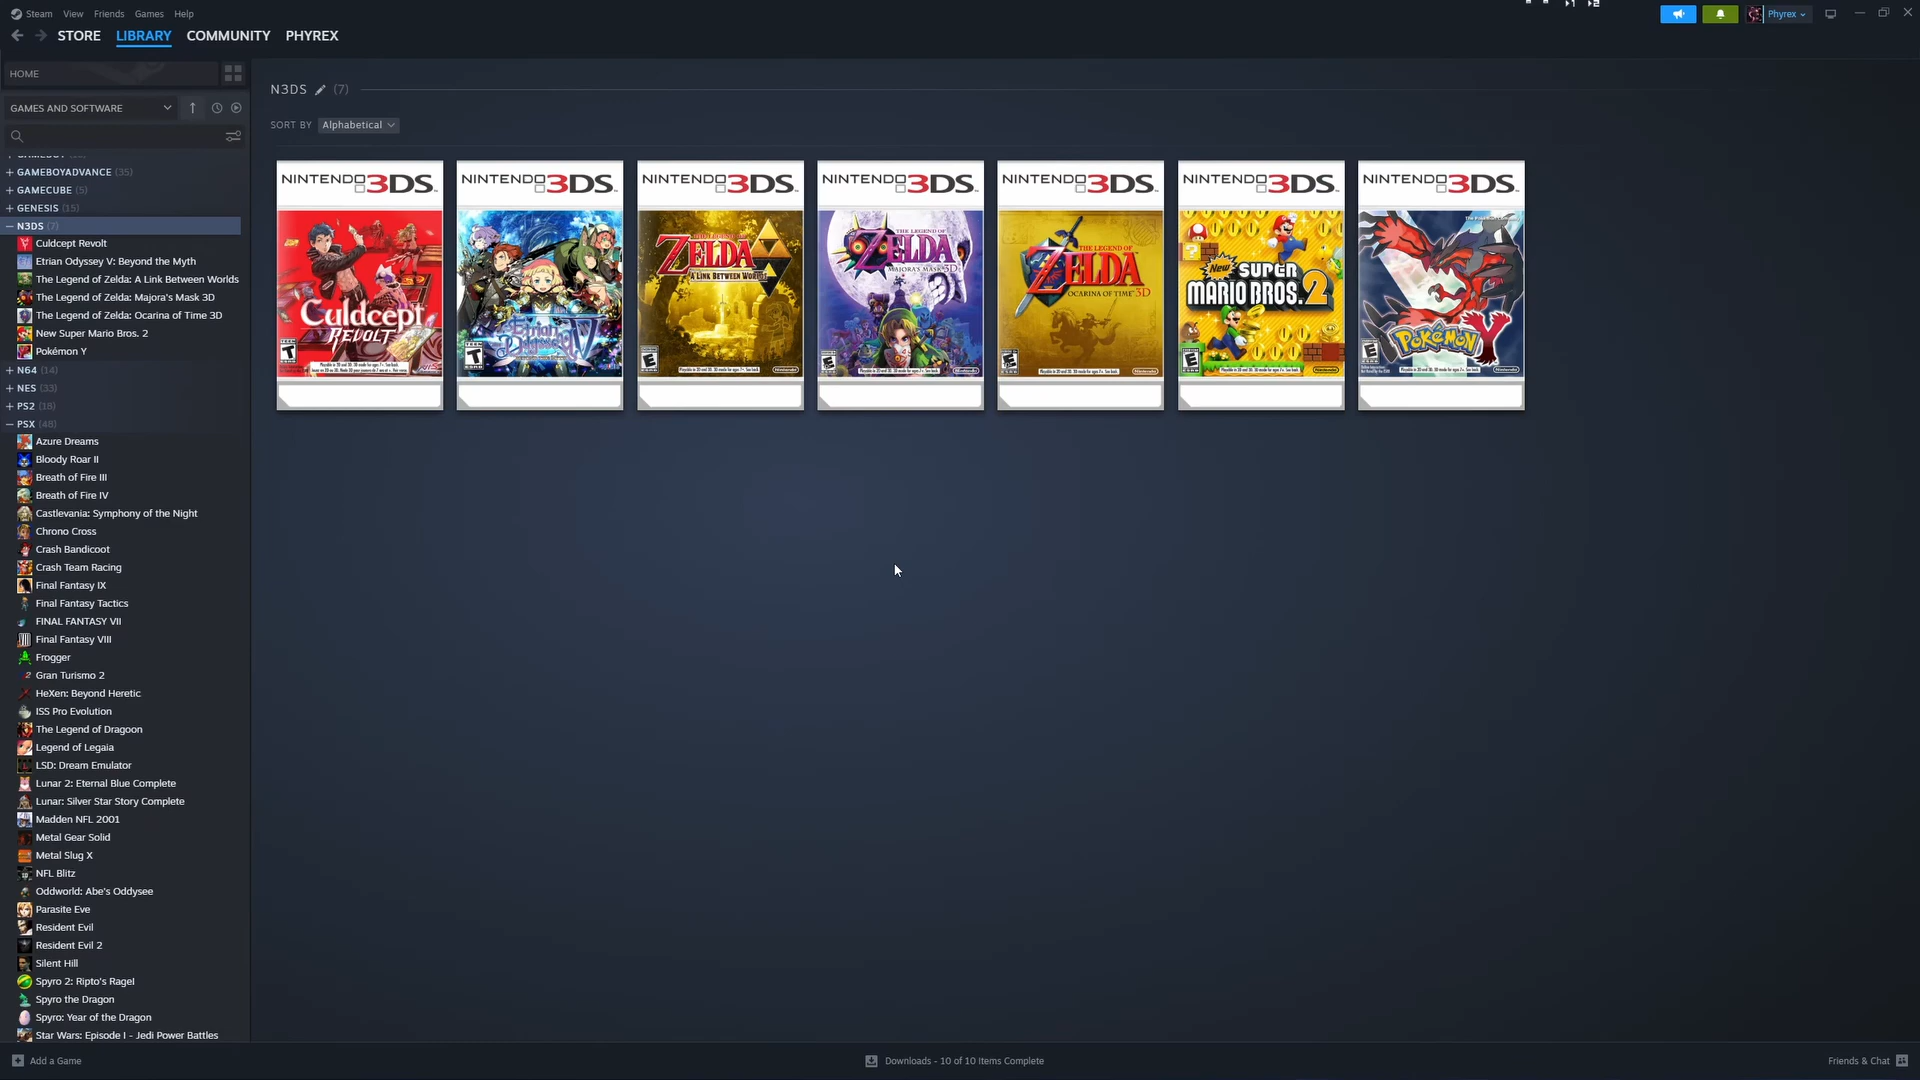 Steam View Friends Games Help
Phyrex
STORE LIBRARY COMMUNITY PHYREX
HOME
GAMES AND SOFTWARE
GAMEBOYADVANCE (35)
GAMECUBE (5)
GENESIS (15)
N3DS (7)
Culdcept Revolt
Etrian Odyssey V: Beyond the Myth
The Legend of Zelda: A Link Between Worlds
The Legend of Zelda: Majora's Mask 3D
The Legend of Zelda: Ocarina of Time 3D
New Super Mario Bros. 2
Pokémon Y
N64 (14)
NES (33)
PS2 (15)
PSX (48)
Azure Dreams
Bloody Roar II
Breath of Fire III
Breath of Fire IV
Castlevania: Symphony of the Night
Chrono Cross
Crash Bandicoot
Crash Team Racing
Final Fantasy IX
Final Fantasy Tactics
FINAL FANTASY VII
Final Fantasy VIII
Frogger
Gran Turismo 2
HeXen: Beyond Heretic
ISS Pro Evolution
The Legend of Dragoon
Legend of Legaia
LSD: Dream Emulator
Lunar 2: Eternal Blue Complete
Lunar: Silver Star Story Complete
Madden NFL 2001
Metal Gear Solid
Metal Slug X
NFL Blitz
Oddworld: Abe's Oddysee
Parasite Eve
Resident Evil
Resident Evil 2
Silent Hill
Spyro 2: Ripto's Rage!
Spyro the Dragon
Spyro: Year of the Dragon
Star Wars: Episode I - Jedi Power Battles
N3DS (7)
SORT BY Alphabetical
NINTENDO 3DS
Culdcept
REVOLT
T
NINTENDO 3DS
T
NINTENDO 3DS
ZELDA
A LINK BETWEEN WORLDS
E
Nintendo
NINTENDO 3DS
THE LEGEND OF
ZELDA
MAJORA'S MASK 3D
E
Nintendo
NINTENDO 3DS
THE LEGEND OF
ZELDA
OCARINA OF TIME 3D
E
Nintendo
NINTENDO 3DS
New
SUPER
MARIO BROS. 2
E
Nintendo
NINTENDO 3DS
Pokémon Y
E
Nintendo
Add a Game
Downloads - 10 of 10 Items Complete
Friends & Chat